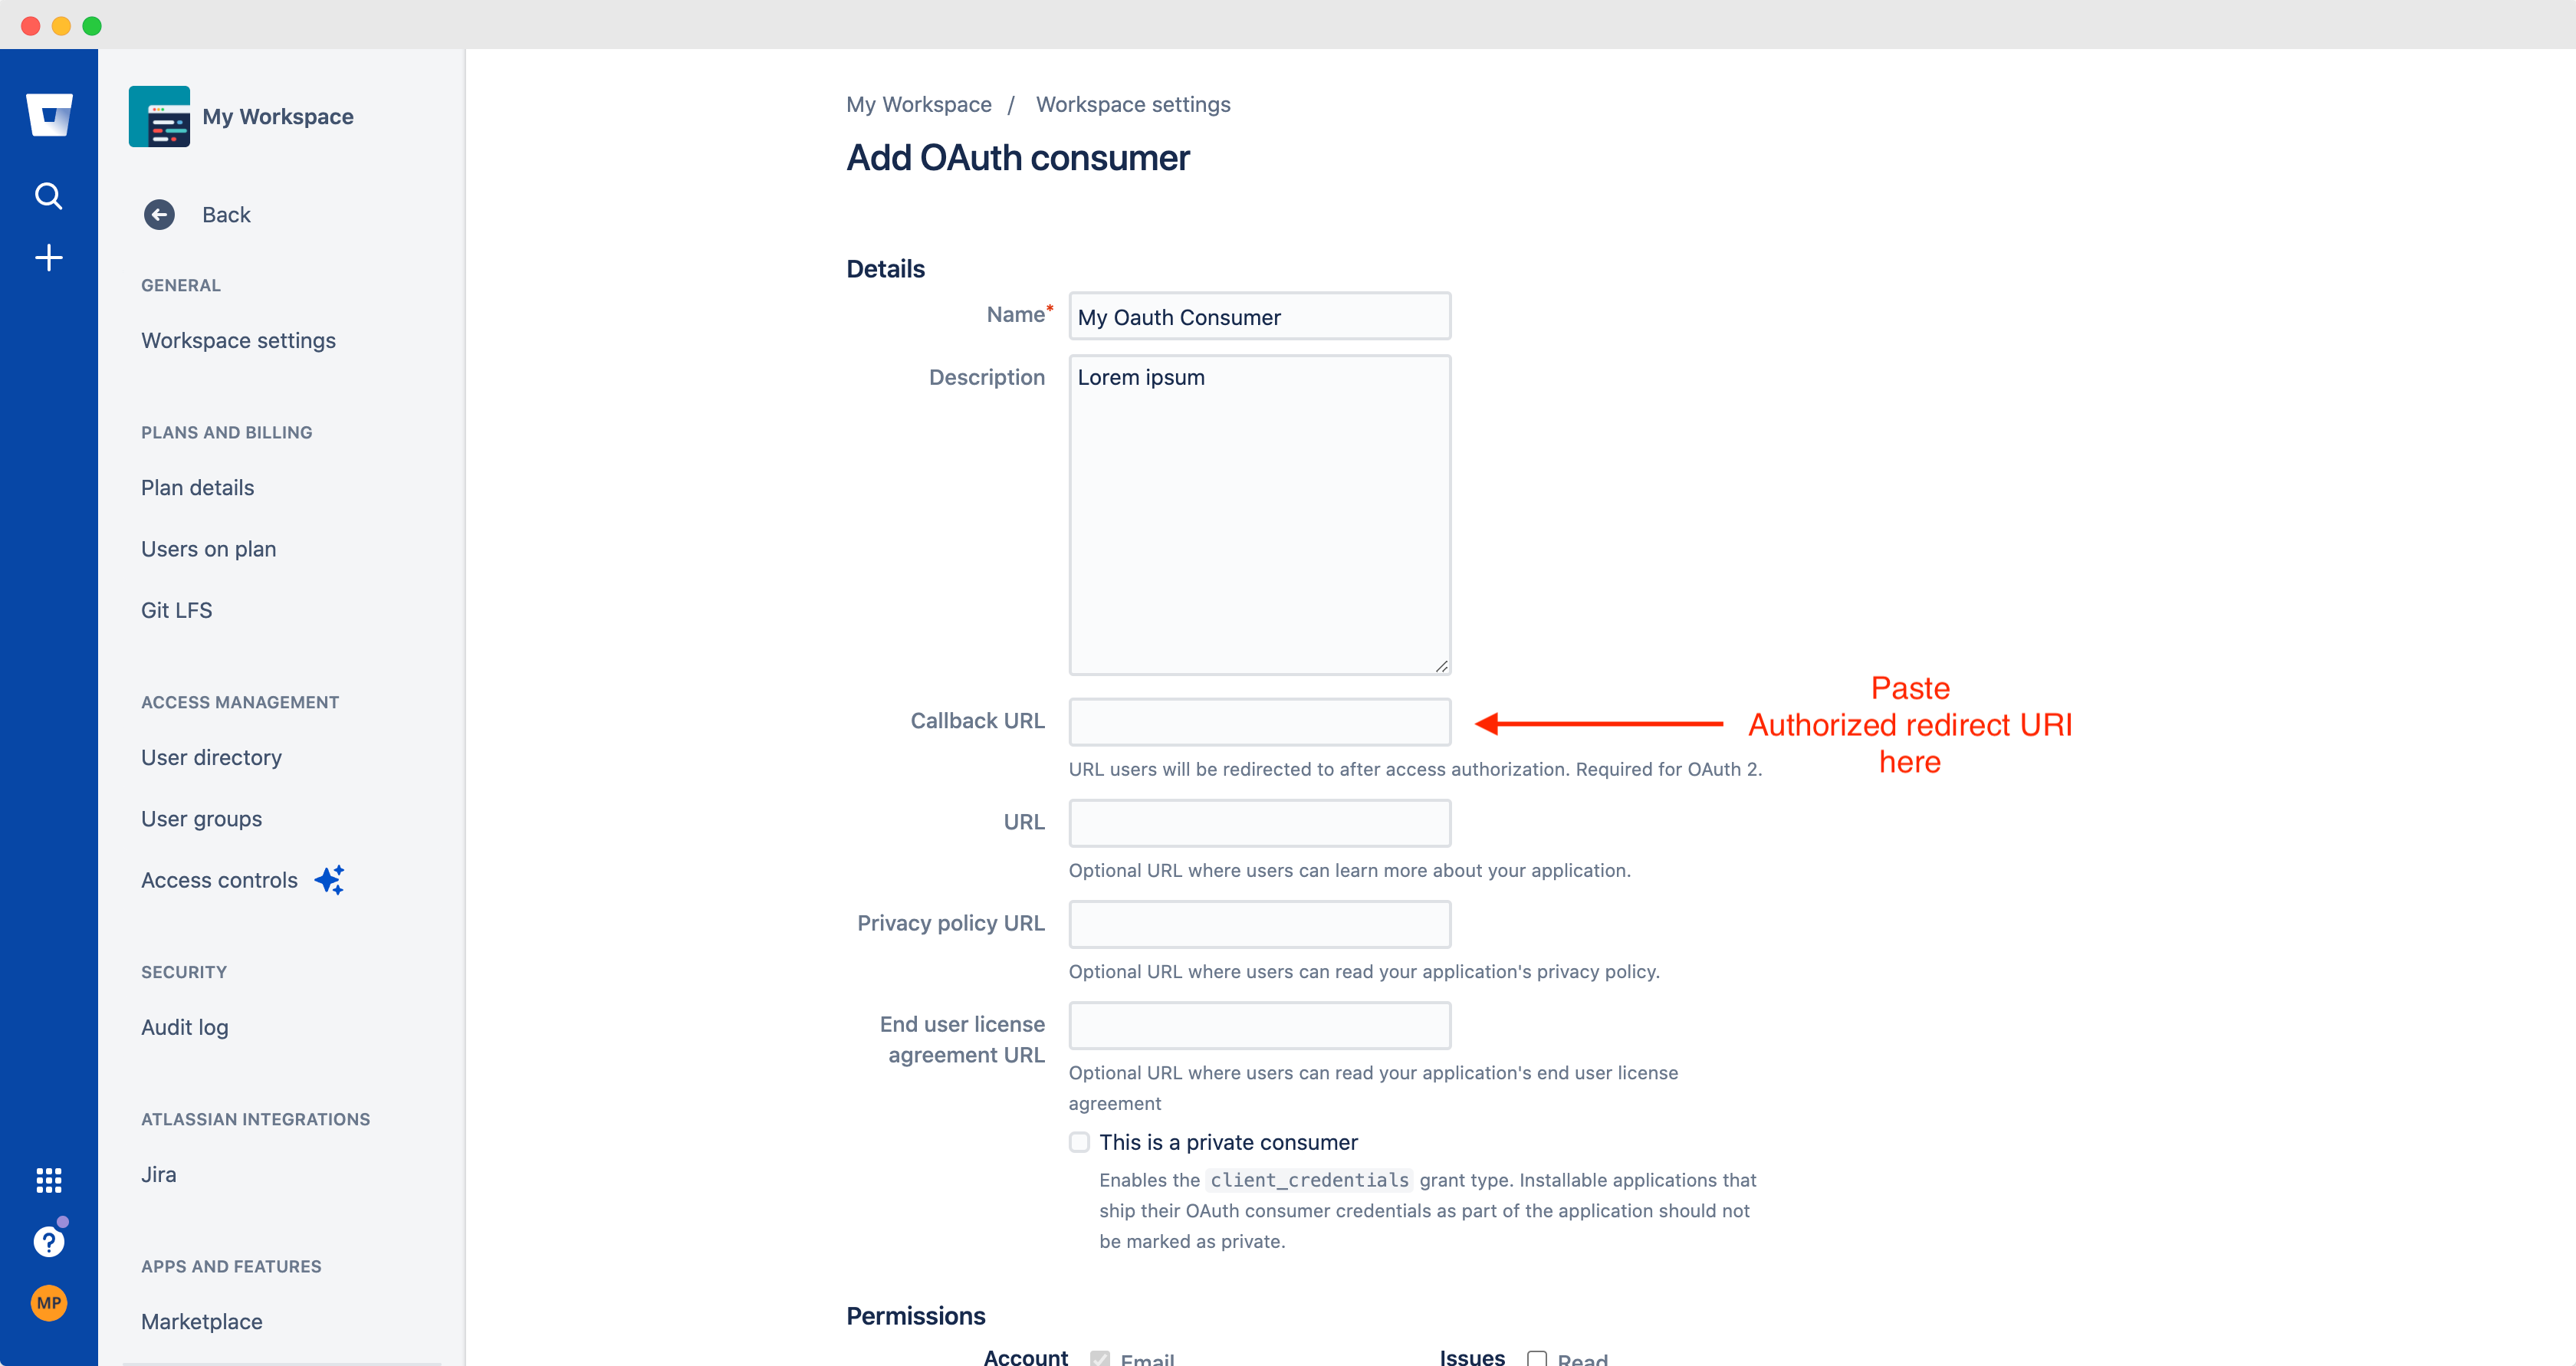 My Workspace
Back
GENERAL
Workspace settings
PLANS AND BILLING
Plan details
Users on plan
Git LFS
ACCESS MANAGEMENT
User directory
User groups
Access controls
SECURITY
Audit log
ATLASSIAN INTEGRATIONS
Jira
APPS AND FEATURES
Marketplace
MP
My Workspace / Workspace settings
Add OAuth consumer
Details
Name* My Oauth Consumer
Description Lorem ipsum
Callback URL
URL users will be redirected to after access authorization. Required for OAuth 2.
Paste
Authorized redirect URI
here
URL
Optional URL where users can learn more about your application.
Privacy policy URL
Optional URL where users can read your application's privacy policy.
End user license
agreement URL
Optional URL where users can read your application's end user license
agreement
This is a private consumer
Enables the client_credentials grant type. Installable applications that
ship their OAuth consumer credentials as part of the application should not
be marked as private.
Permissions
Account Email Issues Read